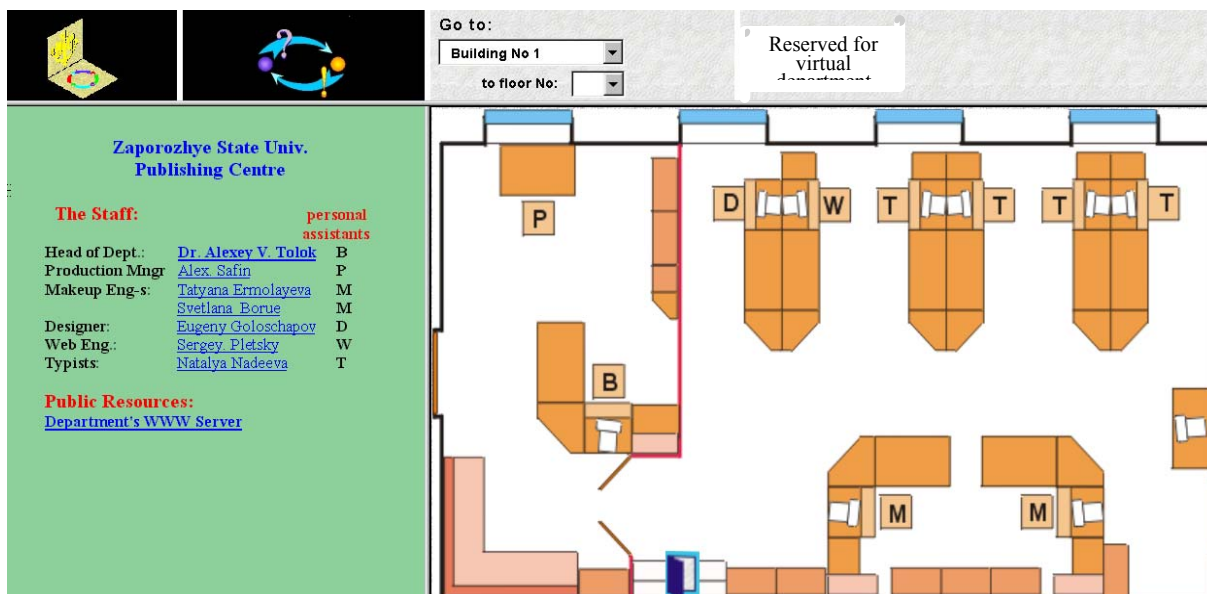 Go to:
Building No 1
to floor No:
Reserved for
virtual
department
Zaporozhye State Univ.
Publishing Centre
The Staff: personal
assistants
Head of Dept.: Dr. Alexey V. Tolok B
Production Mngr Alex. Safin P
Makeup Eng-s: Tatyana Ermolayeva M
Svetlana Borue M
Designer: Eugeny Goloschapov D
Web Eng.: Sergey. Pletsky W
Typists: Natalya Nadeeva T
Public Resources:
Department's WWW Server
P
D W T T T T
B
M M